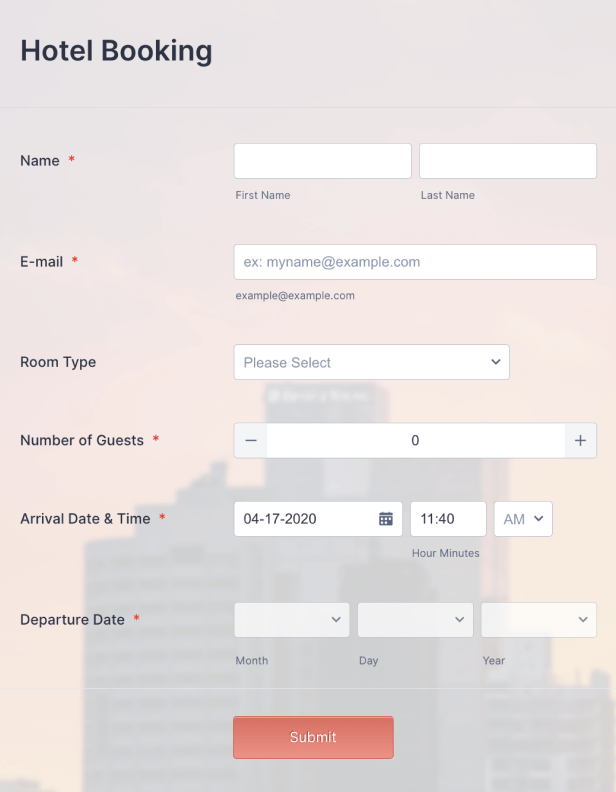 Hotel Booking
Name *
First Name Last Name
E-mail *
ex: myname@example.com
example@example.com
Room Type
Please Select
Number of Guests *
− 0 +
Arrival Date & Time *
04-17-2020 11:40 AM
Hour Minutes
Departure Date *
Month Day Year
Submit